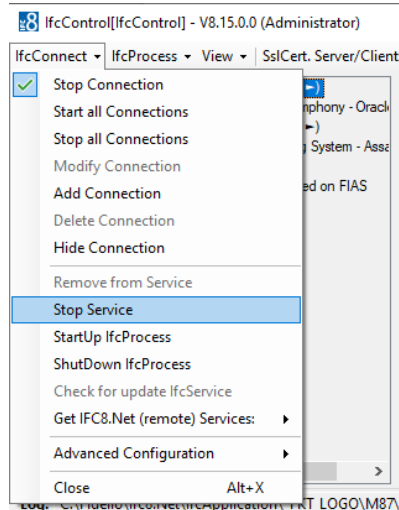 IfcControl[IfcControl] - V8.15.0.0 (Administrator)
IfcConnect IfcProcess View SslCert. Server/Client
Stop Connection
Start all Connections
Stop all Connections
Modify Connection
Add Connection
Delete Connection
Hide Connection
Remove from Service
Stop Service
StartUp IfcProcess
ShutDown IfcProcess
Check for update IfcService
Get IFC8.Net (remote) Services:
Advanced Configuration
Close Alt+X
mphony - Oracl
System - Assa
ed on FIAS